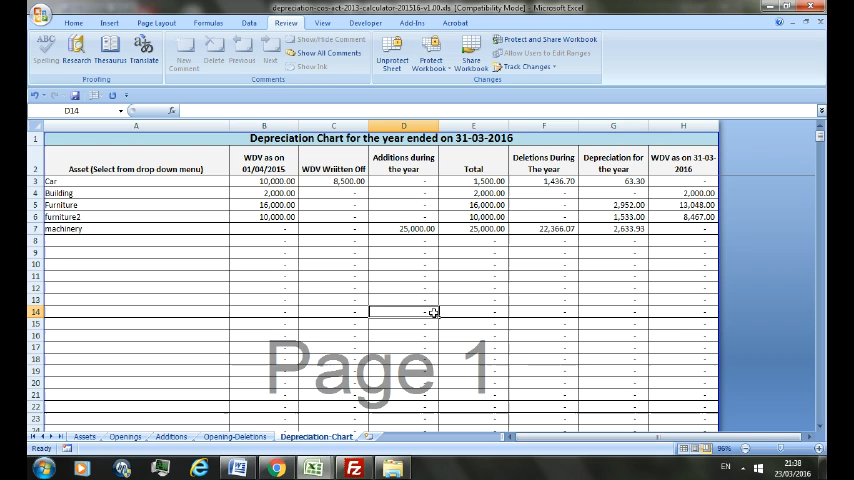 depreciation-cos-act-2013-calculator-201516-v1.00.xls [Compatibility Mode] - Microsoft Excel
Home Insert Page Layout Formulas Data Review View Developer Add-Ins Acrobat
Spelling Research Thesaurus Translate
New Comment Delete Previous Next
Show/Hide Comment
Show All Comments
Show Ink
Unprotect Sheet Protect Workbook Share Workbook
Protect and Share Workbook
Allow Users to Edit Ranges
Track Changes
Proofing Comments Changes
D14 fx
A B C D E F G H
1 Depreciation Chart for the year ended on 31-03-2016
2 Asset (Select from drop down menu) WDV as on 01/04/2015 WDV Wriitten Off Additions during the year Total Deletions During The year Depreciation for the year WDV as on 31-03-2016
3 Car 10,000.00 8,500.00 - 1,500.00 1,436.70 63.30 -
4 Building 2,000.00 - - 2,000.00 - - 2,000.00
5 Furniture 16,000.00 - - 16,000.00 - 2,952.00 13,048.00
6 furniture2 10,000.00 - - 10,000.00 - 1,533.00 8,467.00
7 machinery - - 25,000.00 25,000.00 22,366.07 2,633.93 -
8 - - - - - - -
9 - - - - - - -
10 - - - - - - -
11 - - - - - - -
12 - - - - - - -
13 - - - - - - -
14 - - - - - - -
15 - - - - - - -
16 - - - - - - -
17 - - - - - - -
18 - - - - - - -
19 - - - - - - -
20 - - - - - - -
21 - - - - - - -
22 - - - - - - -
23 - - - - - - -
Page 1
Assets Openings Additions Opening-Deletions Depreciation-Chart
Ready 96%
EN 21:38
23/03/2016